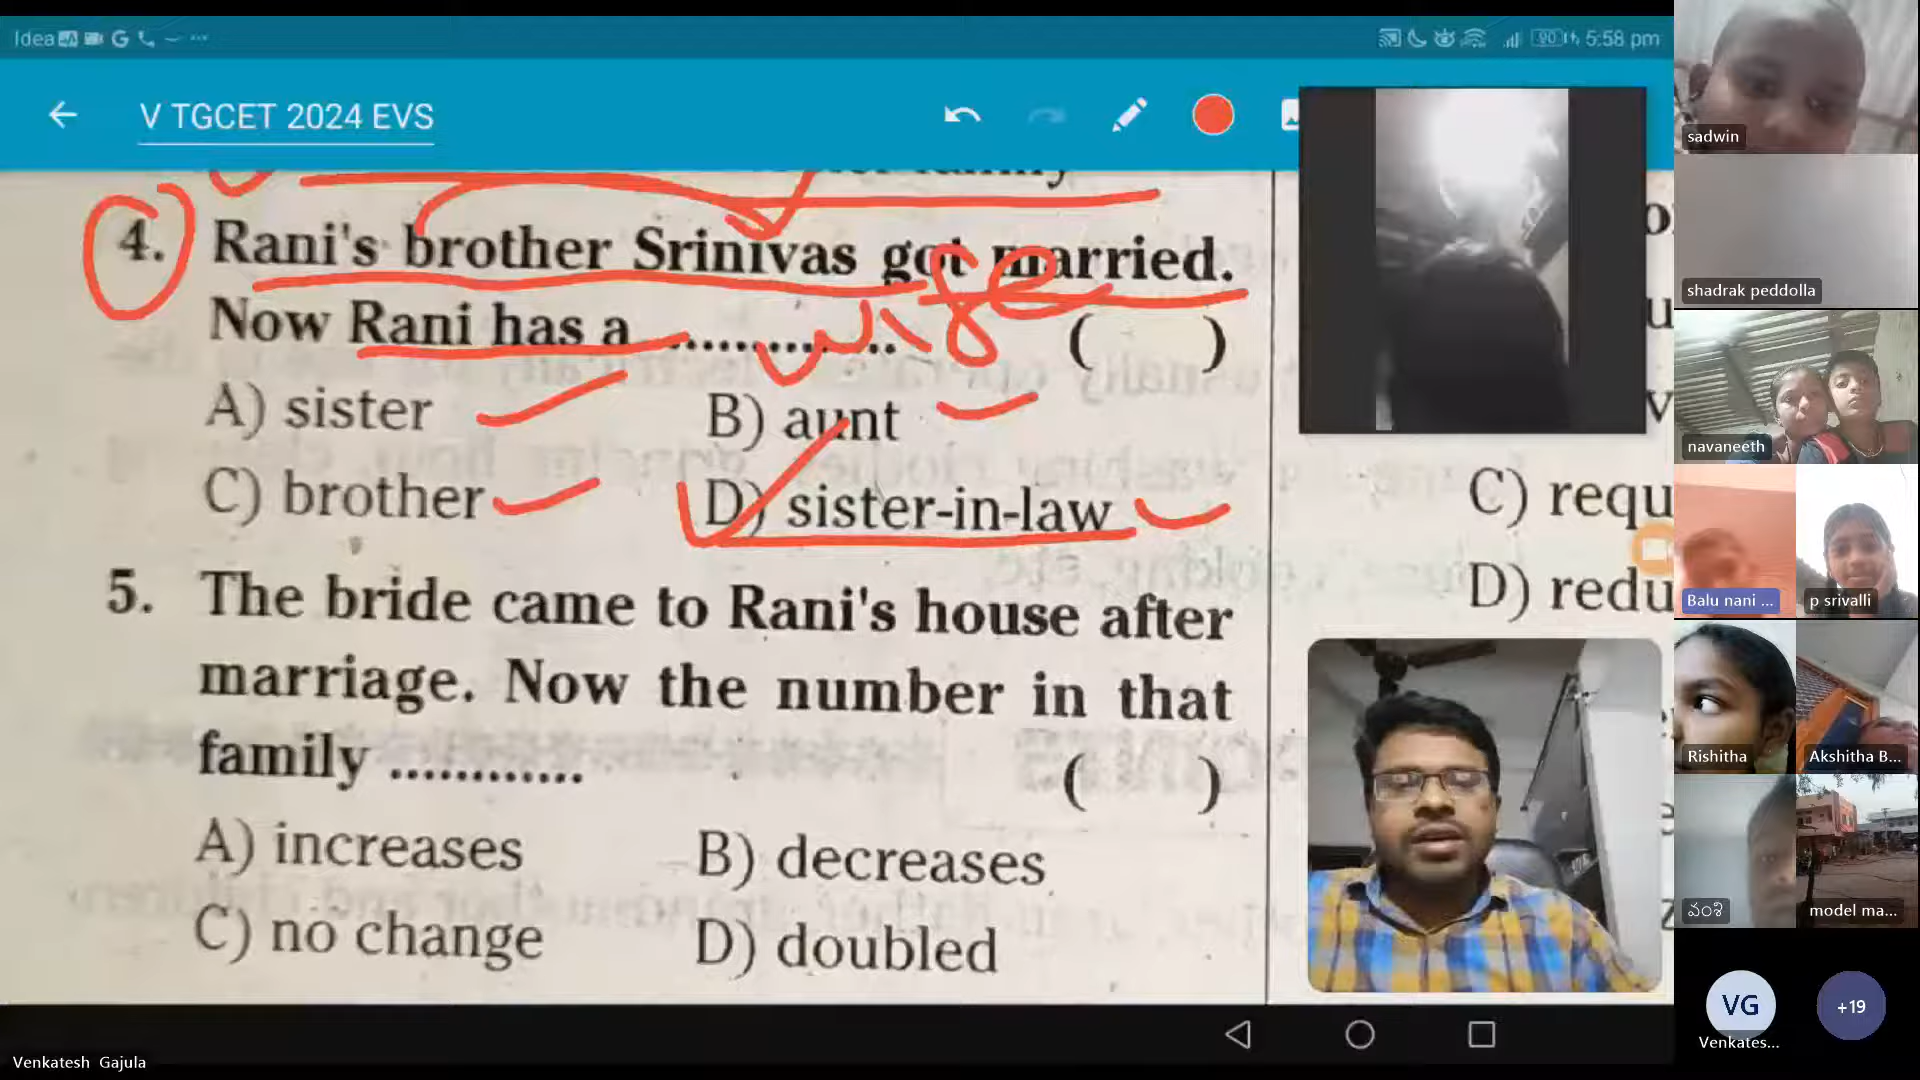 Idea
5:58 pm
V TGCET 2024 EVS
4. Rani's brother Srinivas got married.
Now Rani has a ............ ( )
wife
A) sister B) aunt
C) brother D) sister-in-law
5. The bride came to Rani's house after
marriage. Now the number in that
family ............ ( )
A) increases B) decreases
C) no change D) doubled
C) requ
D) redu
sadwin
shadrak peddolla
navaneeth
Balu nani ...
p srivalli
Rishitha
Akshitha B...
వంశీ
model ma...
VG
+19
Venkates...
Venkatesh Gajula